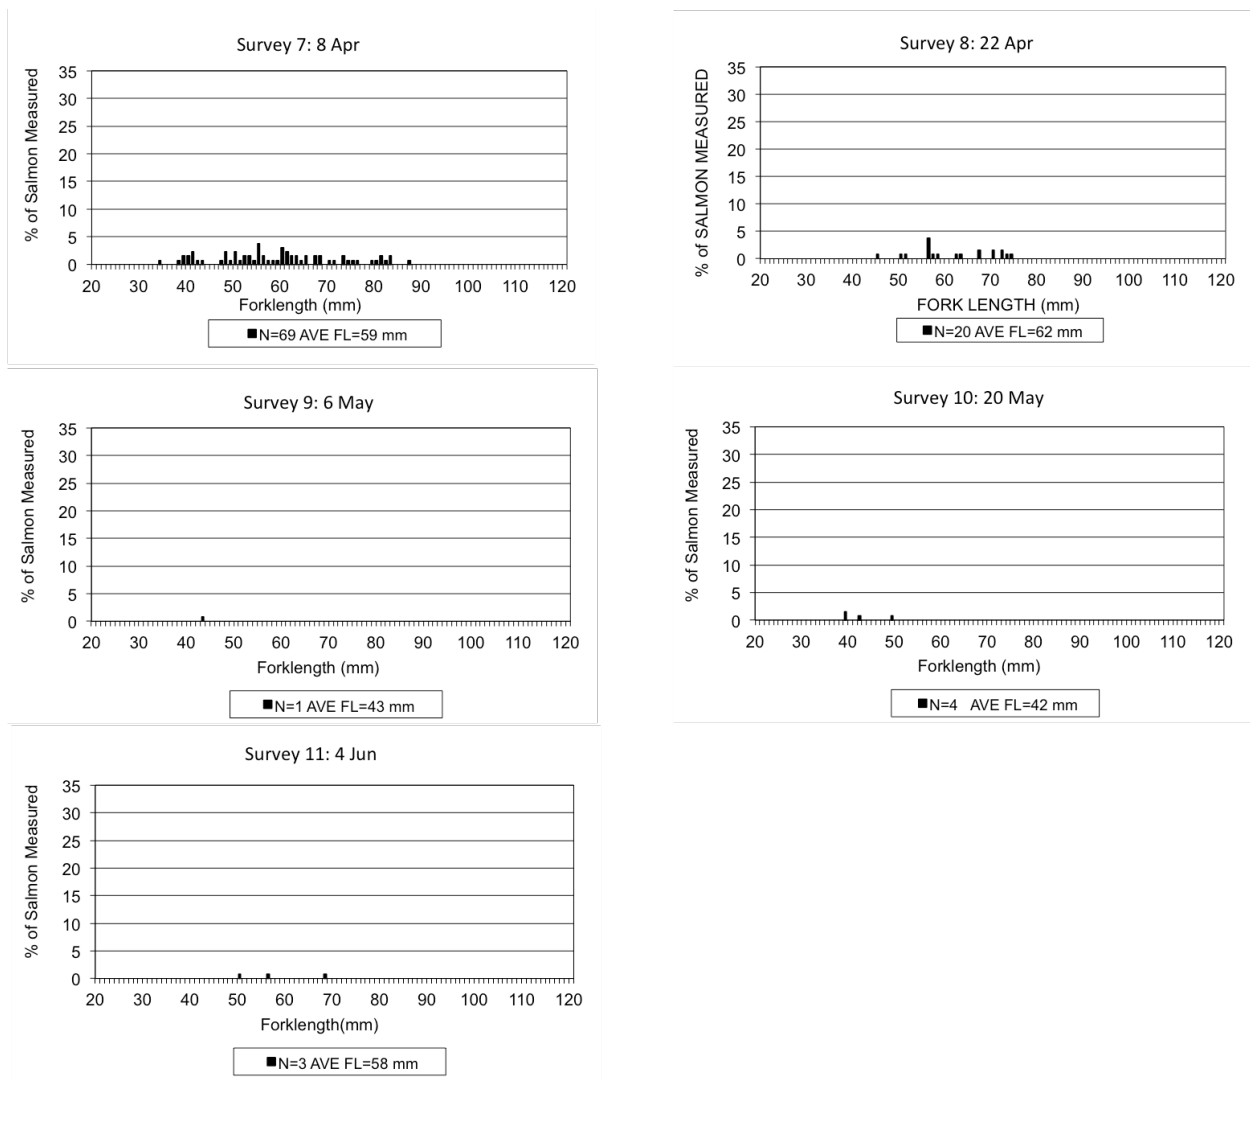 Survey 7: 8 Apr
% of Salmon Measured
35
30
25
20
15
10
5
0
20 30 40 50 60 70 80 90 100 110 120
Forklength (mm)
N=69 AVE FL=59 mm
Survey 8: 22 Apr
% of SALMON MEASURED
35
30
25
20
15
10
5
0
20 30 40 50 60 70 80 90 100 110 120
FORK LENGTH (mm)
N=20 AVE FL=62 mm
Survey 9: 6 May
% of Salmon Measured
35
30
25
20
15
10
5
0
20 30 40 50 60 70 80 90 100 110 120
Forklength (mm)
N=1 AVE FL=43 mm
Survey 10: 20 May
% of Salmon Measured
35
30
25
20
15
10
5
0
20 30 40 50 60 70 80 90 100 110 120
Forklength (mm)
N=4 AVE FL=42 mm
Survey 11: 4 Jun
% of Salmon Measured
35
30
25
20
15
10
5
0
20 30 40 50 60 70 80 90 100 110 120
Forklength(mm)
N=3 AVE FL=58 mm